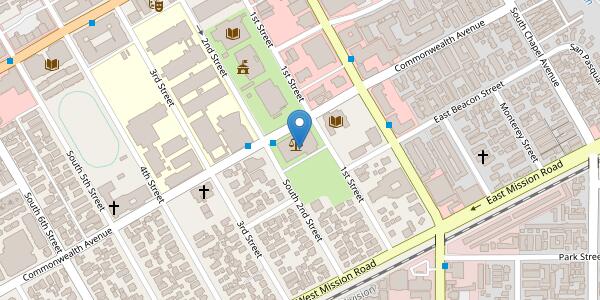 1st Street
2nd Street
1st Street
Commonwealth Avenue
South Chapel Avenue
San Pasqual
3rd Street
East Beacon Street
Monterey Street
South 5th Street
4th Street
1st Street
South 6th Street
South 2nd Street
East Mission Road
3rd Street
Commonwealth Avenue
West Mission Road
Park Stree